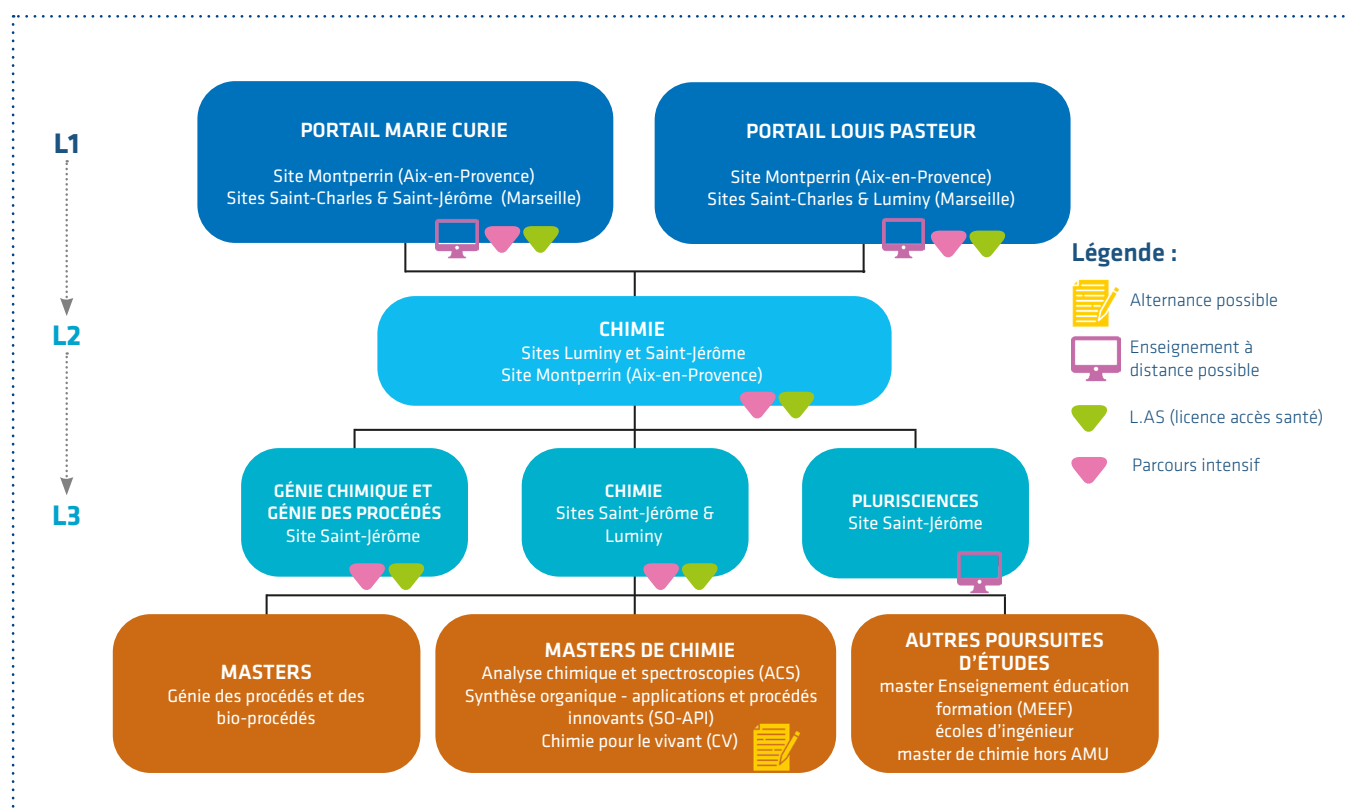 L1
PORTAIL MARIE CURIE
Site Montperrin (Aix-en-Provence)
Sites Saint-Charles & Saint-Jérôme (Marseille)
PORTAIL LOUIS PASTEUR
Site Montperrin (Aix-en-Provence)
Sites Saint-Charles & Luminy (Marseille)
Légende :
Alternance possible
Enseignement à
distance possible
L.AS (licence accès santé)
Parcours intensif
L2
CHIMIE
Sites Luminy et Saint-Jérôme
Site Montperrin (Aix-en-Provence)
L3
GÉNIE CHIMIQUE ET
GÉNIE DES PROCÉDÉS
Site Saint-Jérôme
CHIMIE
Sites Saint-Jérôme &
Luminy
PLURISCIENCES
Site Saint-Jérôme
MASTERS
Génie des procédés et des
bio-procédés
MASTERS DE CHIMIE
Analyse chimique et spectroscopies (ACS)
Synthèse organique - applications et procédés
innovants (SO-API)
Chimie pour le vivant (CV)
AUTRES POURSUITES
D'ÉTUDES
master Enseignement éducation
formation (MEEF)
écoles d'ingénieur
master de chimie hors AMU